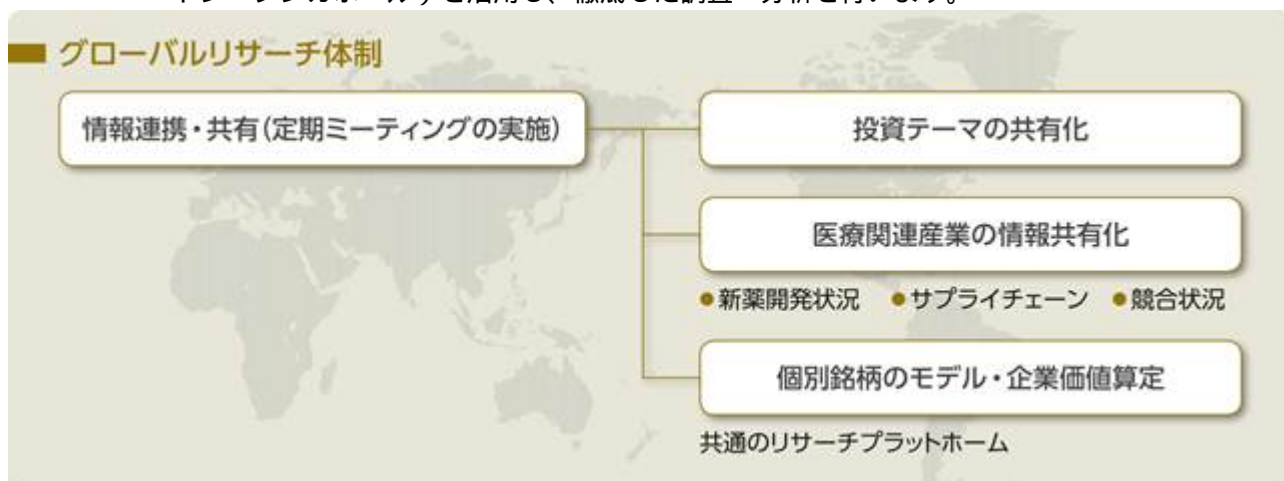 グローバルリサーチ体制
情報連携・共有(定期ミーティングの実施)
投資テーマの共有化
医療関連産業の情報共有化
●新薬開発状況 ●サプライチェーン ●競合状況
個別銘柄のモデル・企業価値算定
共通のリサーチプラットホーム